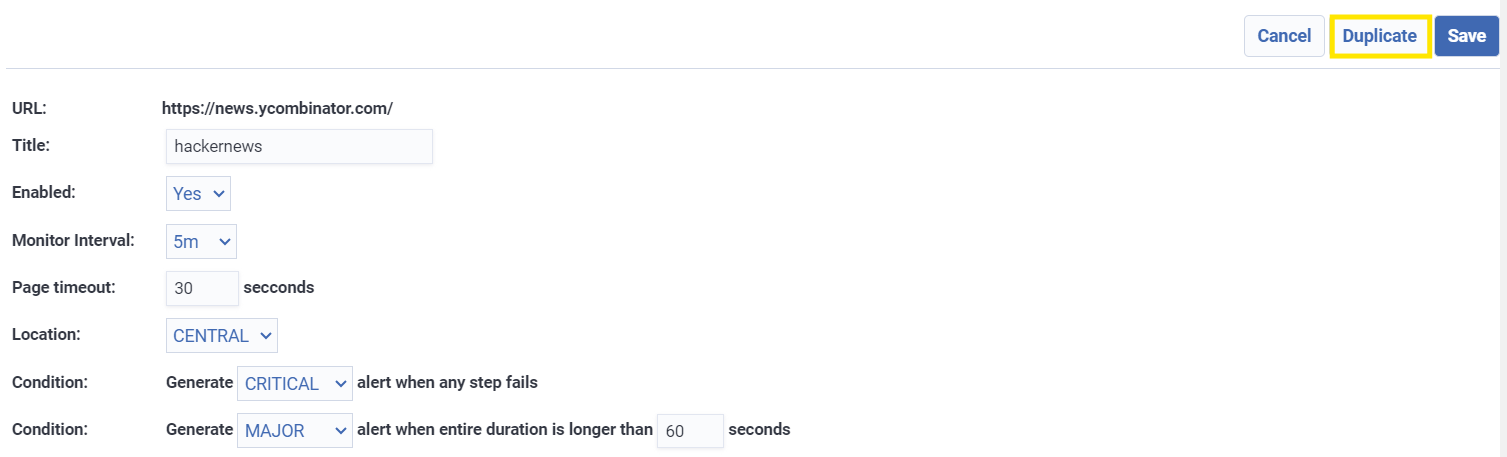 Cancel Duplicate Save
URL: https://news.ycombinator.com/
Title: hackernews
Enabled: Yes
Monitor Interval: 5m
Page timeout: 30 secconds
Location: CENTRAL
Condition: Generate CRITICAL alert when any step fails
Condition: Generate MAJOR alert when entire duration is longer than 60 seconds